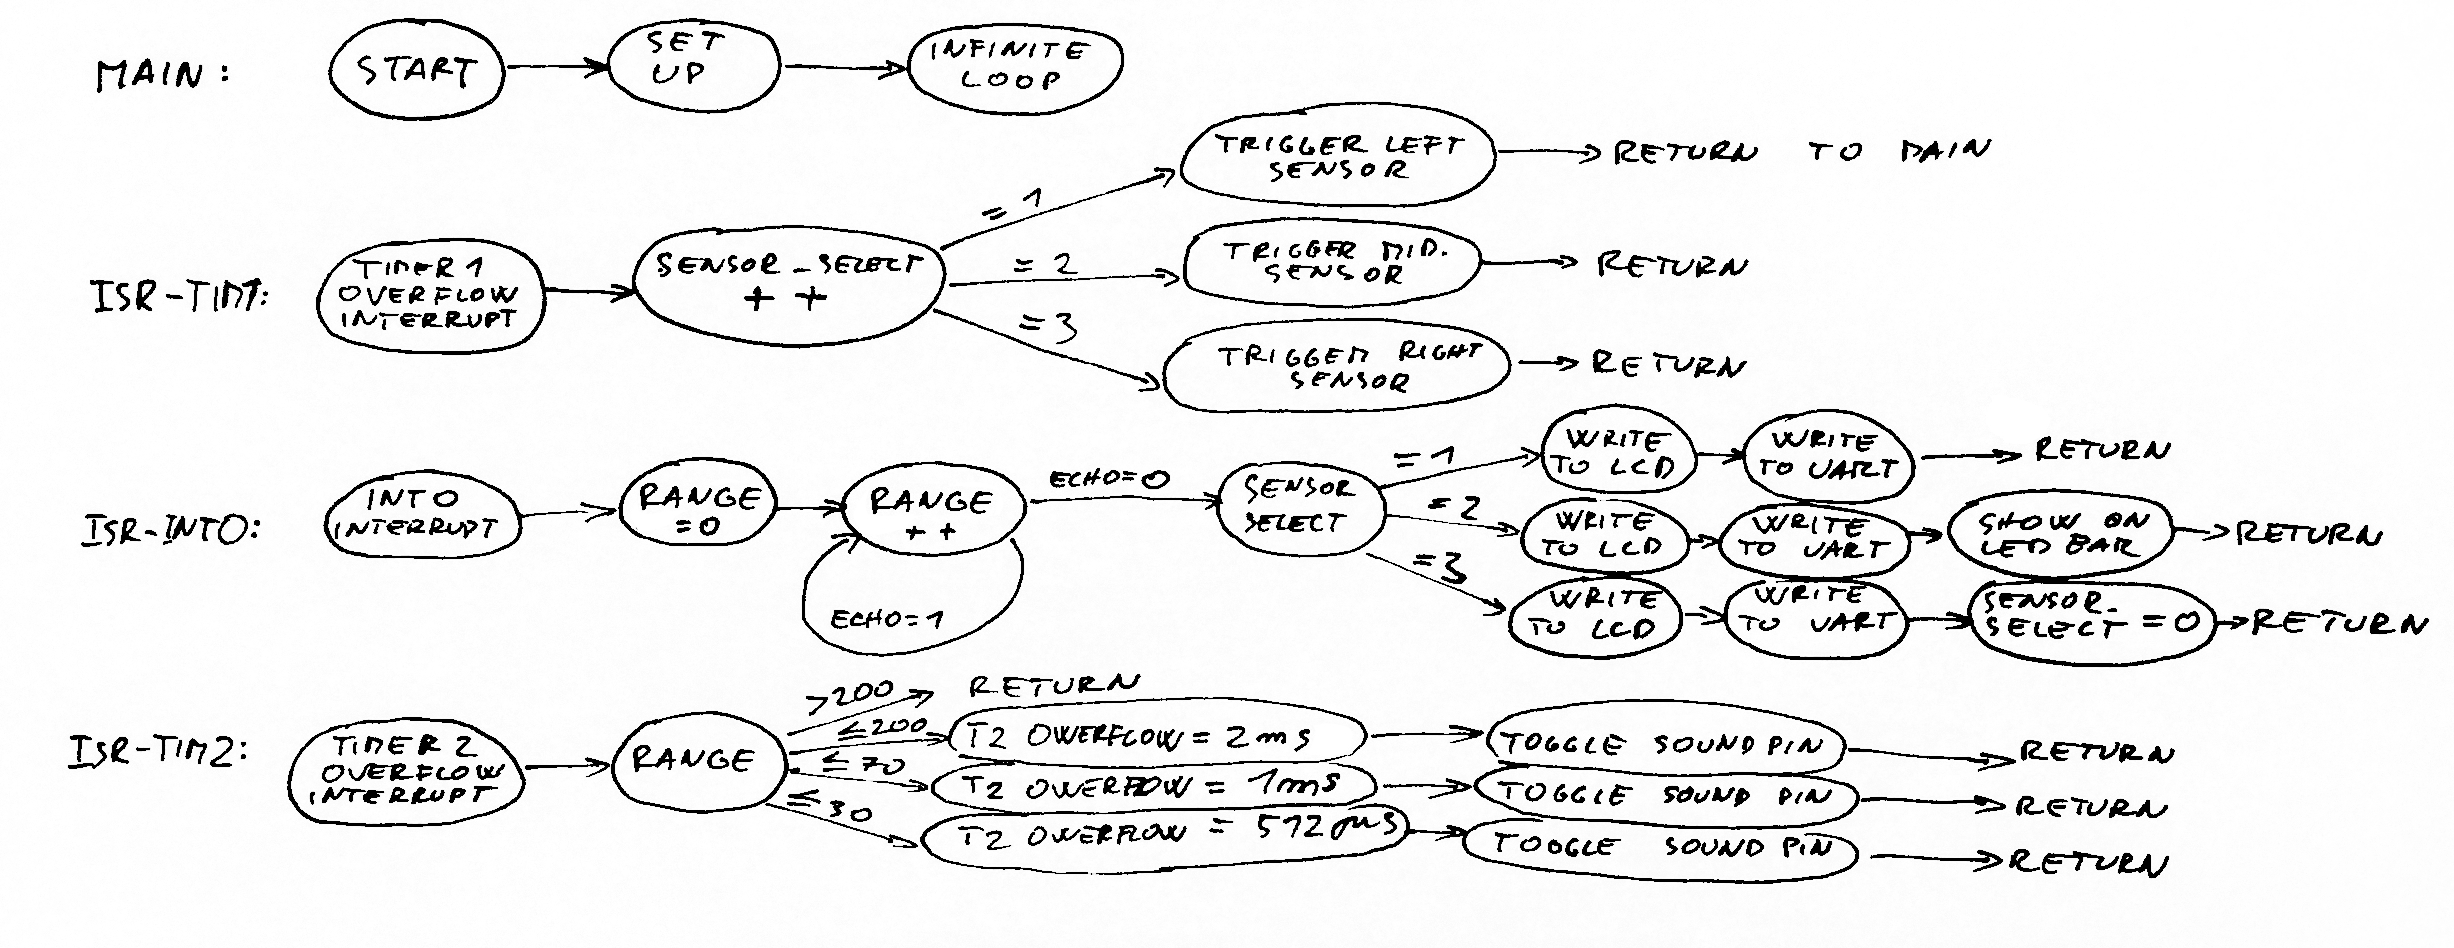 MAIN:
START
SET
UP
INFINITE
LOOP
ISR-TIM1:
TIMER 1
OVERFLOW
INTERRUPT
SENSOR_SELECT
++
=1
TRIGGER LEFT
SENSOR
RETURN TO MAIN
=2
TRIGGER MID.
SENSOR
RETURN
=3
TRIGGER RIGHT
SENSOR
RETURN
ISR-INT0:
INT0
INTERRUPT
RANGE
=0
RANGE
++
ECHO=1
ECHO=0
SENSOR
SELECT
=1
WRITE
TO LCD
WRITE
TO UART
RETURN
=2
WRITE
TO LCD
WRITE
TO UART
SHOW ON
LED BAR
RETURN
=3
WRITE
TO LCD
WRITE
TO UART
SENSOR_
SELECT =0
RETURN
ISR-TIM2:
TIMER 2
OVERFLOW
INTERRUPT
RANGE
>200
RETURN
≤200
T2 OWERFLOW = 2ms
TOGGLE SOUND PIN
RETURN
≤70
T2 OWERFLOW = 1ms
TOGGLE SOUND PIN
RETURN
≤30
T2 OWERFLOW = 512µs
TOGGLE SOUND PIN
RETURN